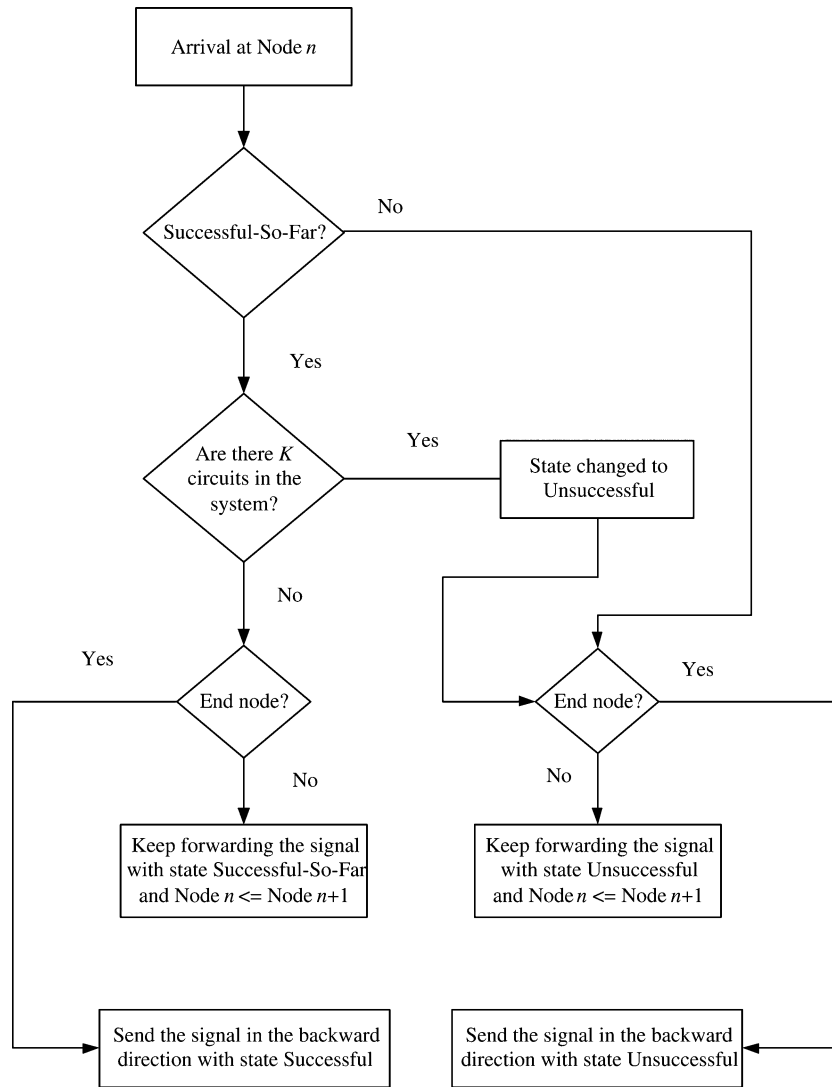 Arrival at Node n
No
Successful-So-Far?
Yes
Yes
Are there K
circuits in the
system?
State changed to
Unsuccessful
No
Yes
End node?
End node?
Yes
No
No
Keep forwarding the signal
with state Successful-So-Far
and Node n <= Node n+1
Keep forwarding the signal
with state Unsuccessful
and Node n <= Node n+1
Send the signal in the backward
direction with state Successful
Send the signal in the backward
direction with state Unsuccessful